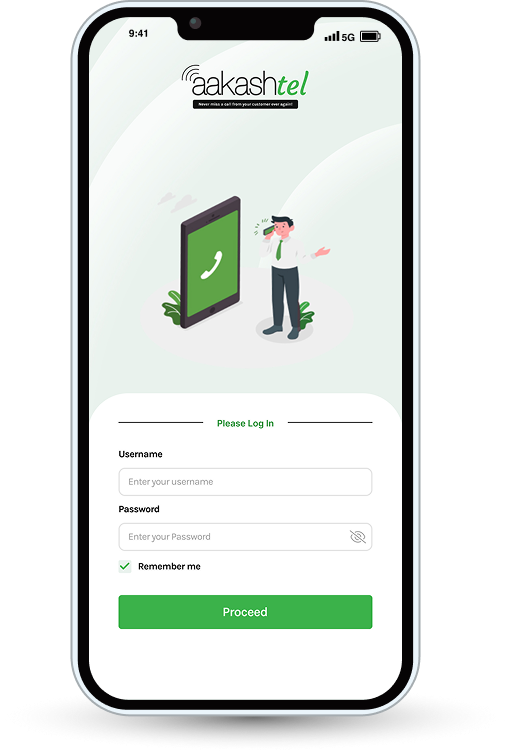 9:41
5G
aakashtel
Never miss a call from your customer ever again!
Please Log In
Username
Enter your username
Password
Enter your Password
Remember me
Proceed